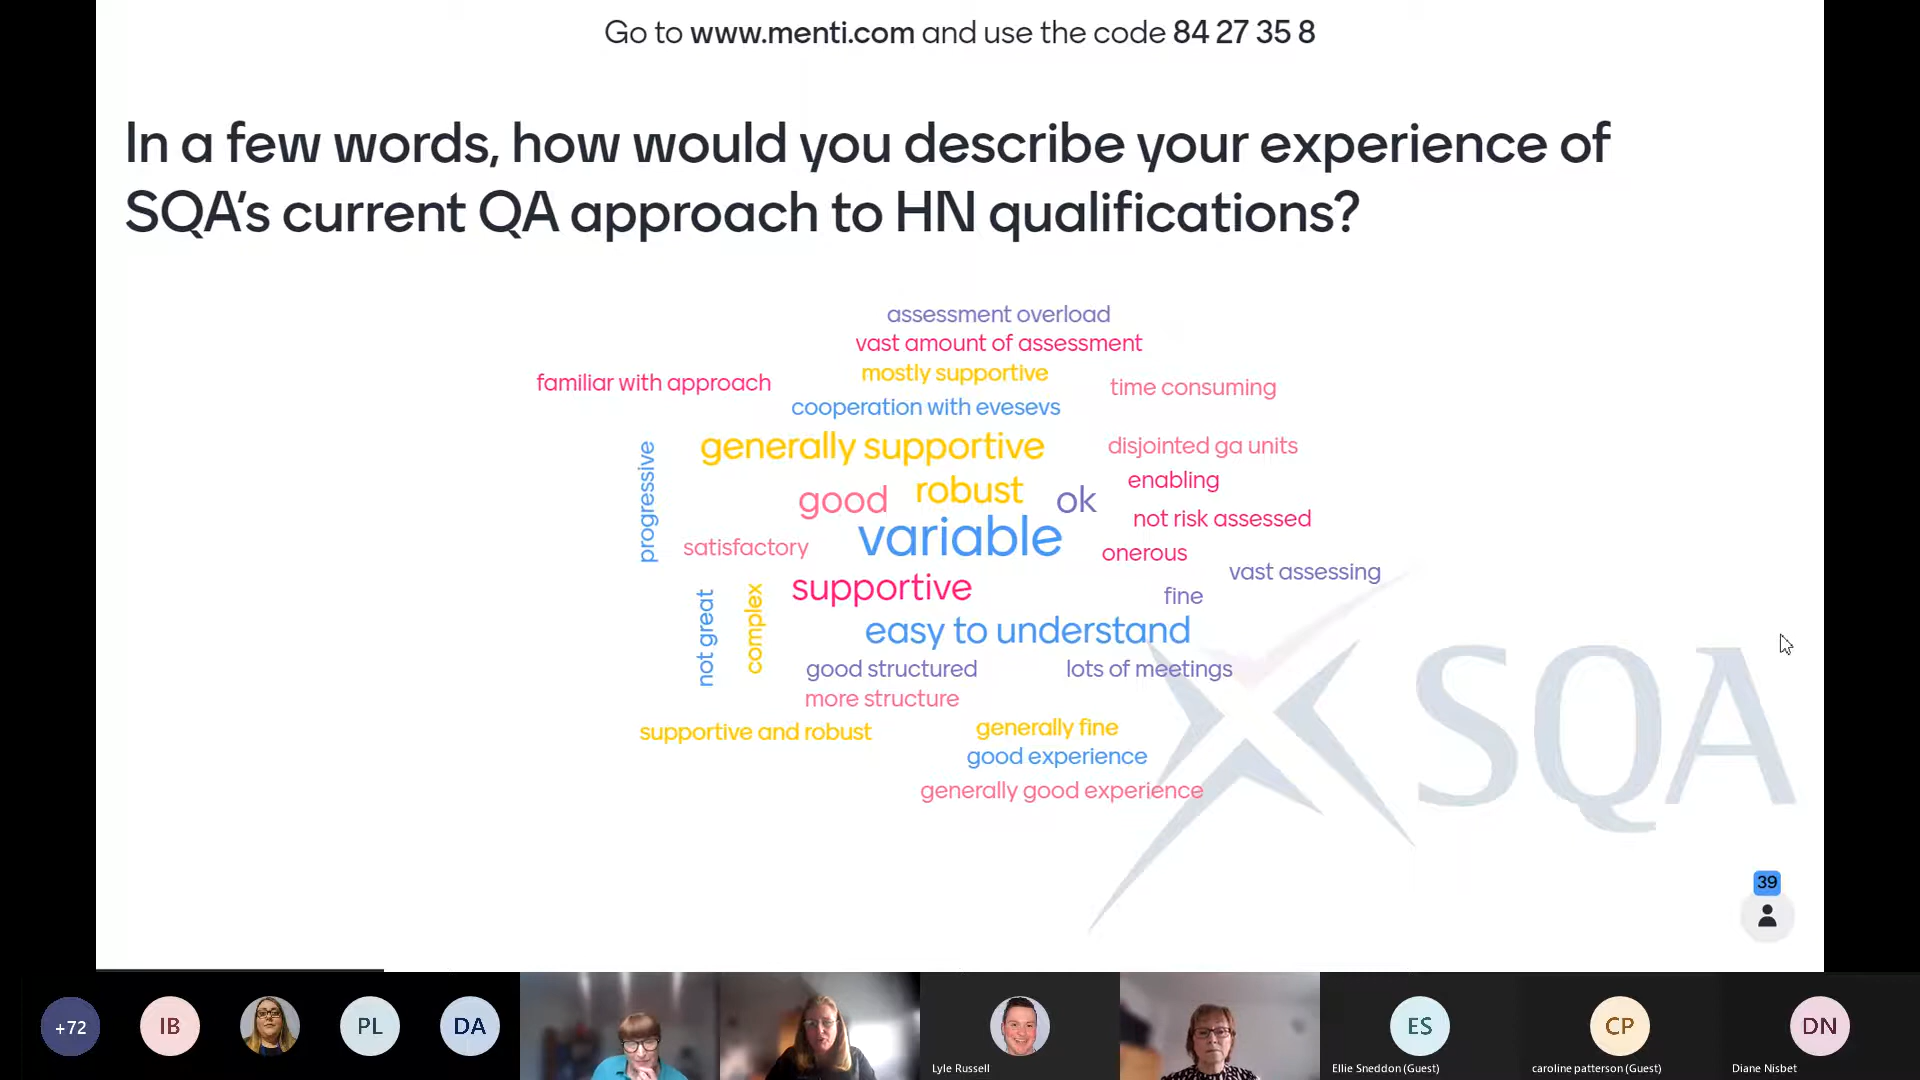 Go to www.menti.com and use the code 84 27 35 8
In a few words, how would you describe your experience of
SQA's current QA approach to HN qualifications?
assessment overload
vast amount of assessment
mostly supportive
familiar with approach
time consuming
cooperation with evesevs
generally supportive
disjointed ga units
progressive
enabling
robust
good
ok
not risk assessed
variable
satisfactory
onerous
vast assessing
supportive
fine
not great
complex
easy to understand
good structured
lots of meetings
more structure
supportive and robust
generally fine
good experience
generally good experience
SQA
39
+72
IB
PL
DA
ES
CP
DN
Lyle Russell
Ellie Sneddon (Guest)
caroline patterson (Guest)
Diane Nisbet